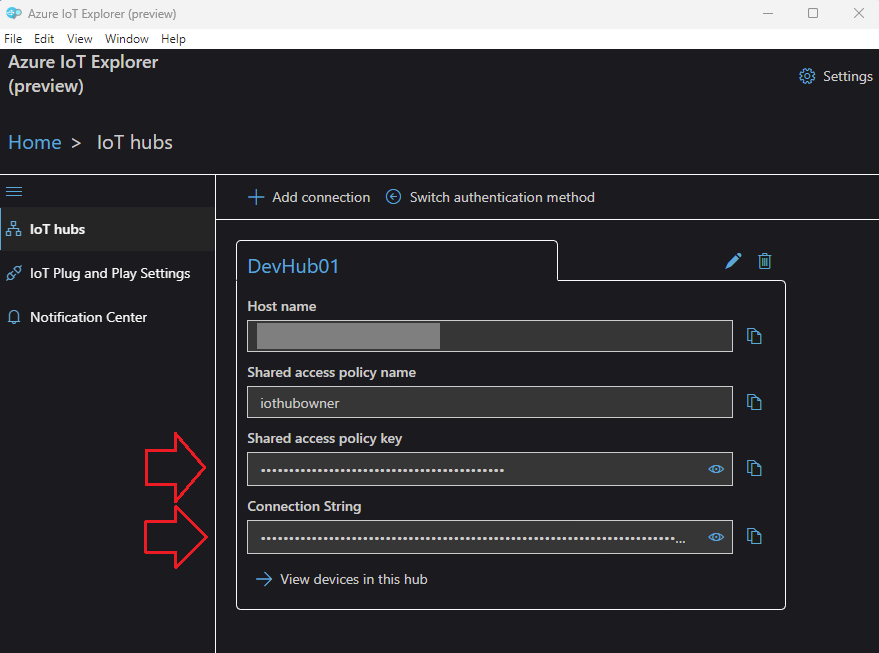 Azure IoT Explorer (preview)
File Edit View Window Help
Azure IoT Explorer
(preview)
Settings
Home > IoT hubs
Add connection Switch authentication method
IoT hubs
IoT Plug and Play Settings
Notification Center
DevHub01
Host name
Shared access policy name
iothubowner
Shared access policy key
••••••••••••••••••••••••••••••••••••••••••••
Connection String
••••••••••••••••••••••••••••••••••••••••••••••••••••••••••••••••••••••••••...
View devices in this hub